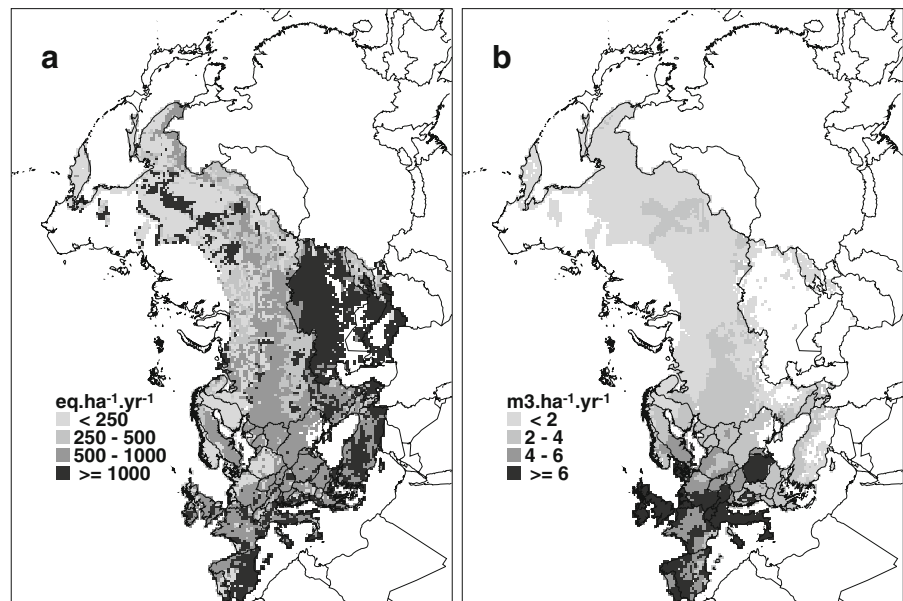 a
eq.ha⁻¹.yr⁻¹
< 250
250 - 500
500 - 1000
>= 1000
b
m3.ha⁻¹.yr⁻¹
< 2
2 - 4
4 - 6
>= 6